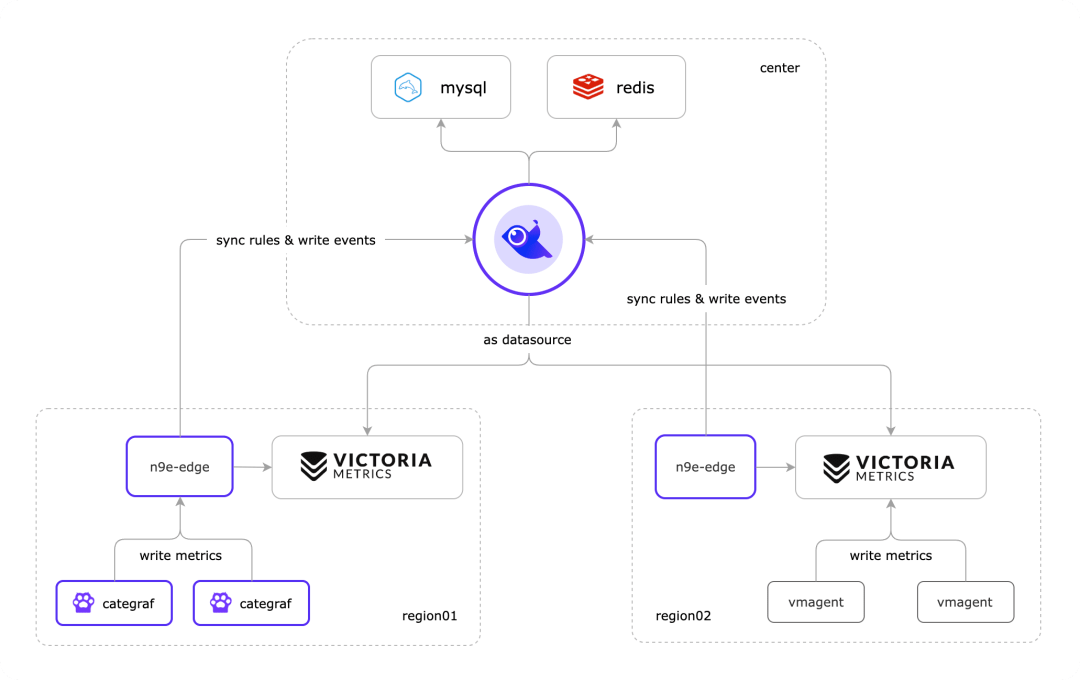 center
mysql
redis
sync rules & write events
sync rules & write events
as datasource
n9e-edge
VICTORIA
METRICS
n9e-edge
VICTORIA
METRICS
write metrics
write metrics
categraf
categraf
region01
region02
vmagent
vmagent